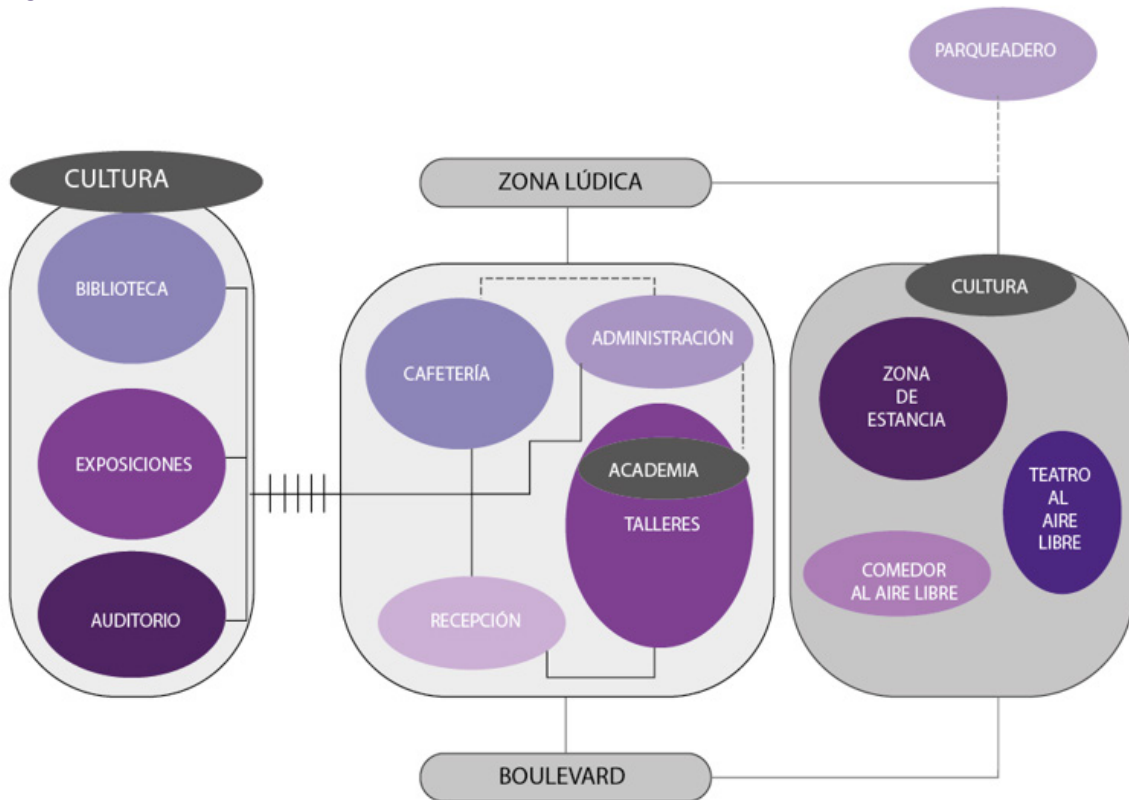 PARQUEADERO
CULTURA
ZONA LÚDICA
BIBLIOTECA
EXPOSICIONES
AUDITORIO
CAFETERÍA
ADMINISTRACIÓN
ACADEMIA
TALLERES
RECEPCIÓN
CULTURA
ZONA
DE
ESTANCIA
TEATRO
AL
AIRE
LIBRE
COMEDOR
AL AIRE LIBRE
BOULEVARD